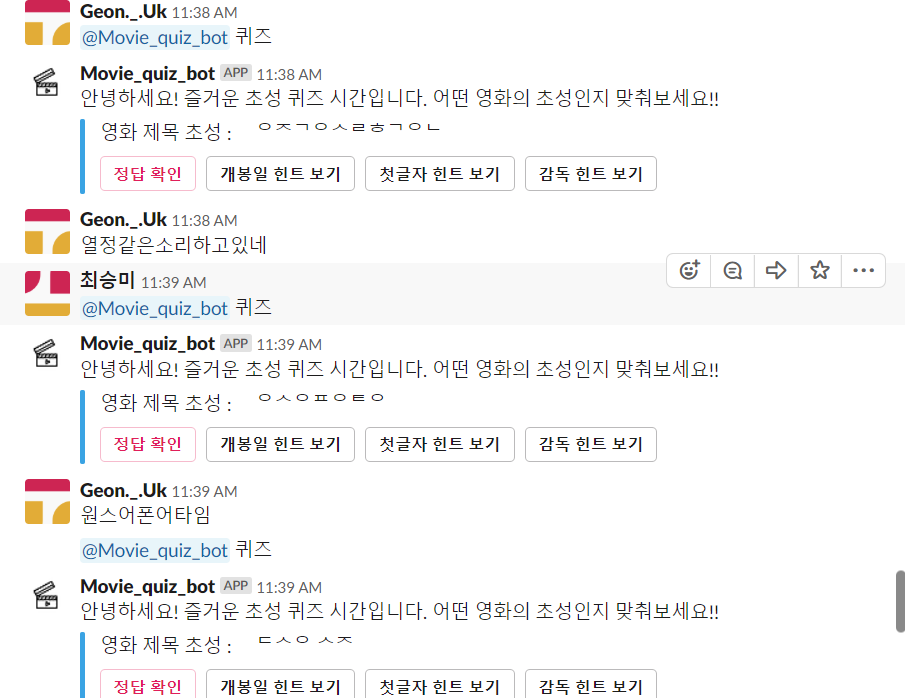 Geon._.Uk 11:38 AM
@Movie_quiz_bot 퀴즈
Movie_quiz_bot APP 11:38 AM
안녕하세요! 즐거운 초성 퀴즈 시간입니다. 어떤 영화의 초성인지 맞춰보세요!!
영화 제목 초성 : ㅇㅈㄱㅇㅅㄹㅎㄱㅇㄴ
정답 확인 개봉일 힌트 보기 첫글자 힌트 보기 감독 힌트 보기
Geon._.Uk 11:38 AM
열정같은소리하고있네
최승미 11:39 AM
@Movie_quiz_bot 퀴즈
Movie_quiz_bot APP 11:39 AM
안녕하세요! 즐거운 초성 퀴즈 시간입니다. 어떤 영화의 초성인지 맞춰보세요!!
영화 제목 초성 : ㅇㅅㅇㅍㅇㅌㅇ
정답 확인 개봉일 힌트 보기 첫글자 힌트 보기 감독 힌트 보기
Geon._.Uk 11:39 AM
원스어폰어타임
@Movie_quiz_bot 퀴즈
Movie_quiz_bot APP 11:39 AM
안녕하세요! 즐거운 초성 퀴즈 시간입니다. 어떤 영화의 초성인지 맞춰보세요!!
영화 제목 초성 : ㄷㅅㅇ ㅅㅈ
정답 확인 개봉일 힌트 보기 첫글자 힌트 보기 감독 힌트 보기